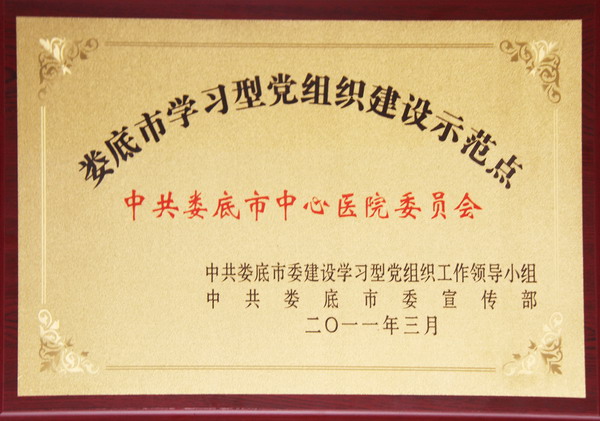 娄底市学习型党组织建设示范点
中共娄底市中心医院委员会
中共娄底市委建设学习型党组织工作领导小组
中共娄底市委宣传部
二〇一一年三月